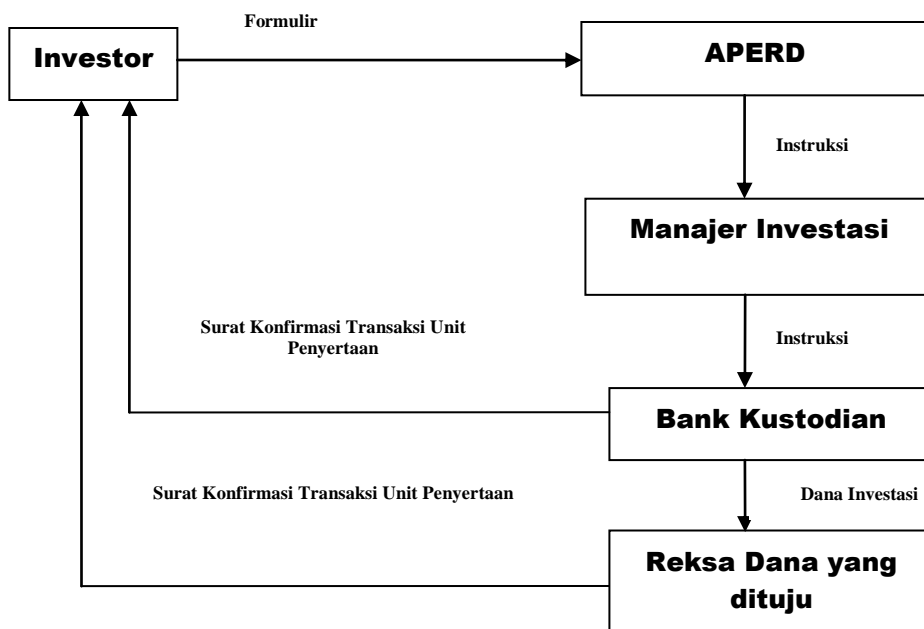 Formulir
Investor
APERD
Instruksi
Manajer Investasi
Surat Konfirmasi Transaksi Unit
Penyertaan
Instruksi
Bank Kustodian
Surat Konfirmasi Transaksi Unit Penyertaan
Dana Investasi
Reksa Dana yang
dituju